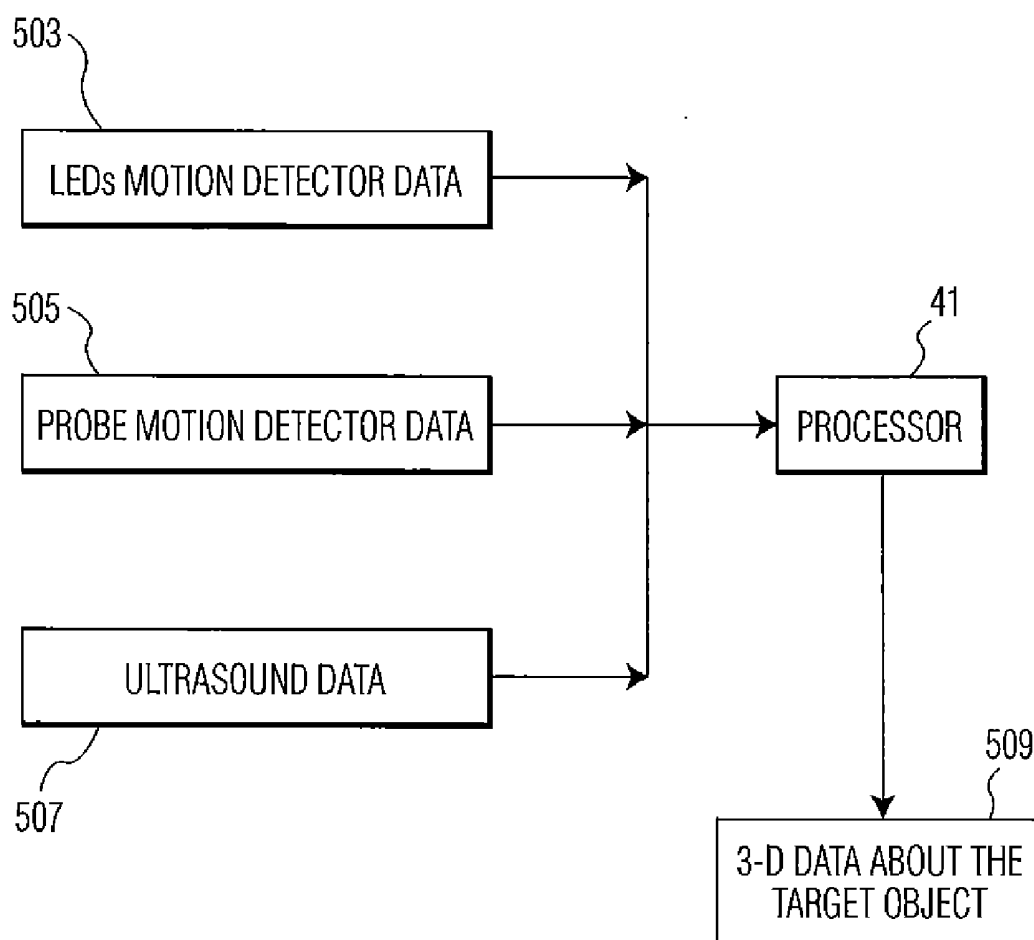 503
LEDs MOTION DETECTOR DATA
505
PROBE MOTION DETECTOR DATA
41
PROCESSOR
ULTRASOUND DATA
507
509
3-D DATA ABOUT THE
TARGET OBJECT